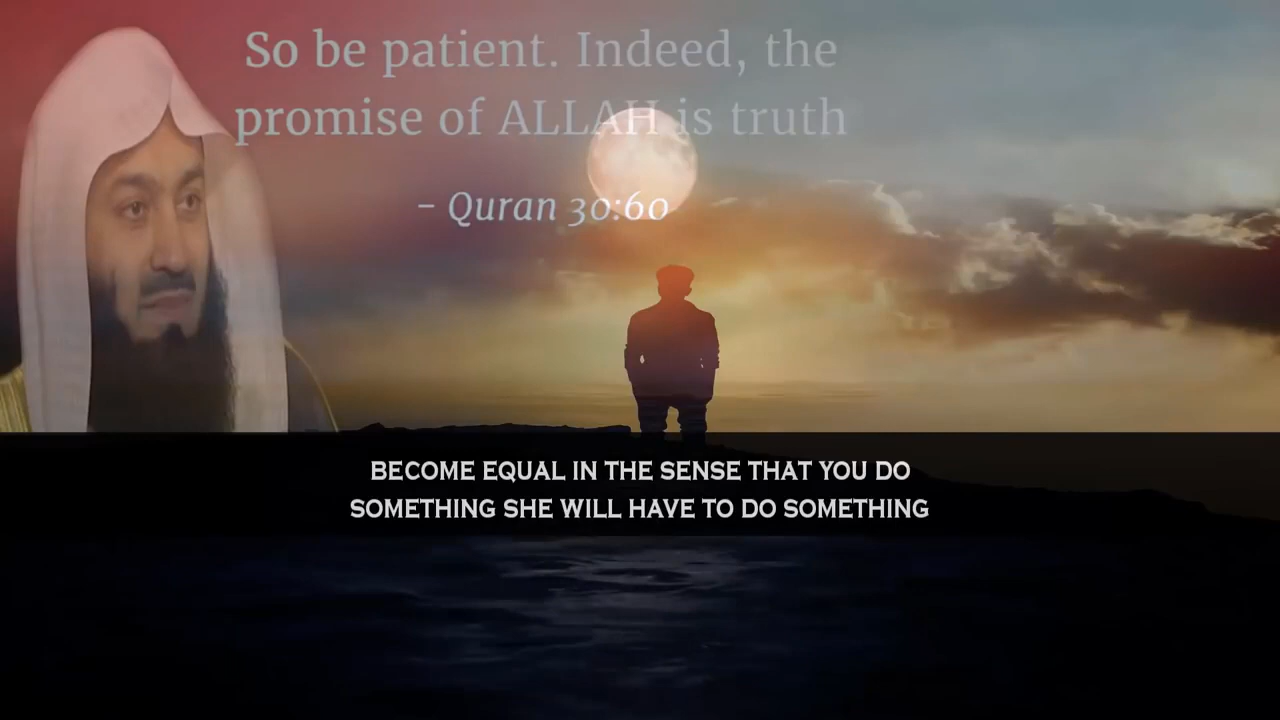 So be patient. Indeed, the
promise of ALLAH is truth
– Quran 30:60
BECOME EQUAL IN THE SENSE THAT YOU DO
SOMETHING SHE WILL HAVE TO DO SOMETHING